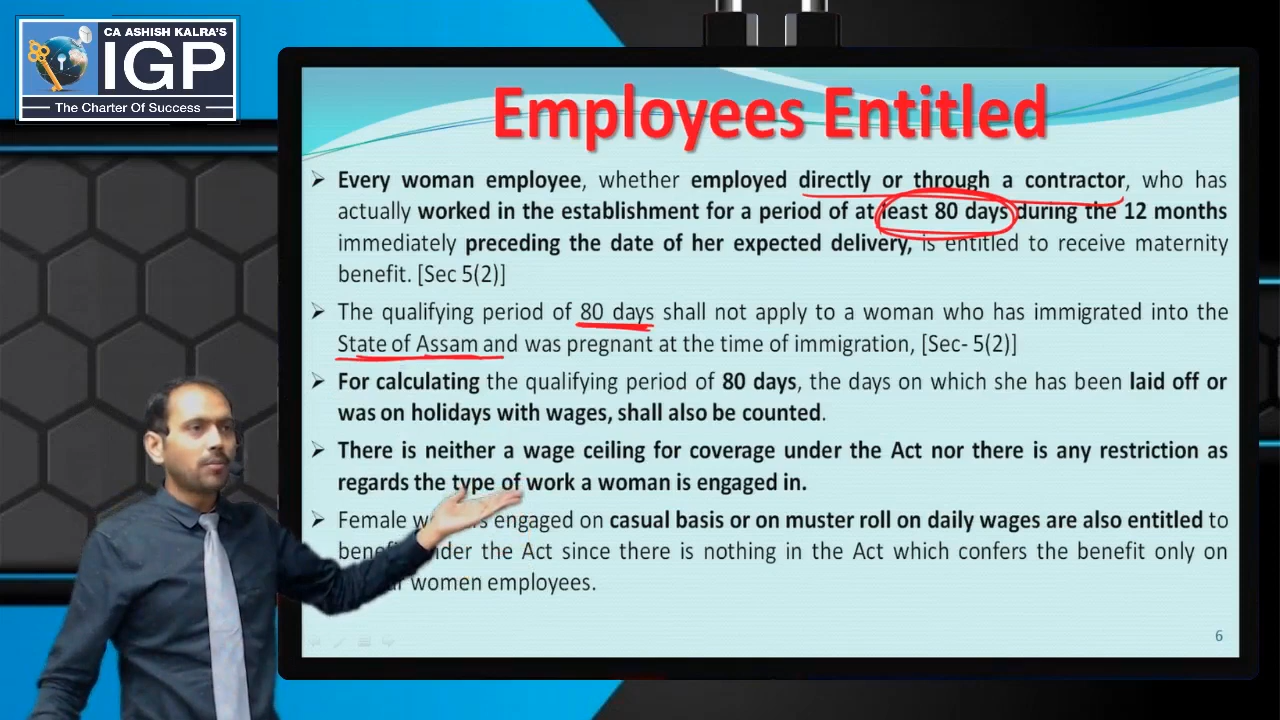 CA ASHISH KALRA'S
IGP
The Charter Of Success
Employees Entitled
➢ Every woman employee, whether employed directly or through a contractor, who has
actually worked in the establishment for a period of at least 80 days during the 12 months
immediately preceding the date of her expected delivery, is entitled to receive maternity
benefit. [Sec 5(2)]
➢ The qualifying period of 80 days shall not apply to a woman who has immigrated into the
State of Assam and was pregnant at the time of immigration, [Sec- 5(2)]
➢ For calculating the qualifying period of 80 days, the days on which she has been laid off or
was on holidays with wages, shall also be counted.
➢ There is neither a wage ceiling for coverage under the Act nor there is any restriction as
regards the type of work a woman is engaged in.
➢ Female engaged on casual basis or on muster roll on daily wages are also entitled to
under the Act since there is nothing in the Act which confers the benefit only on
women employees.
6